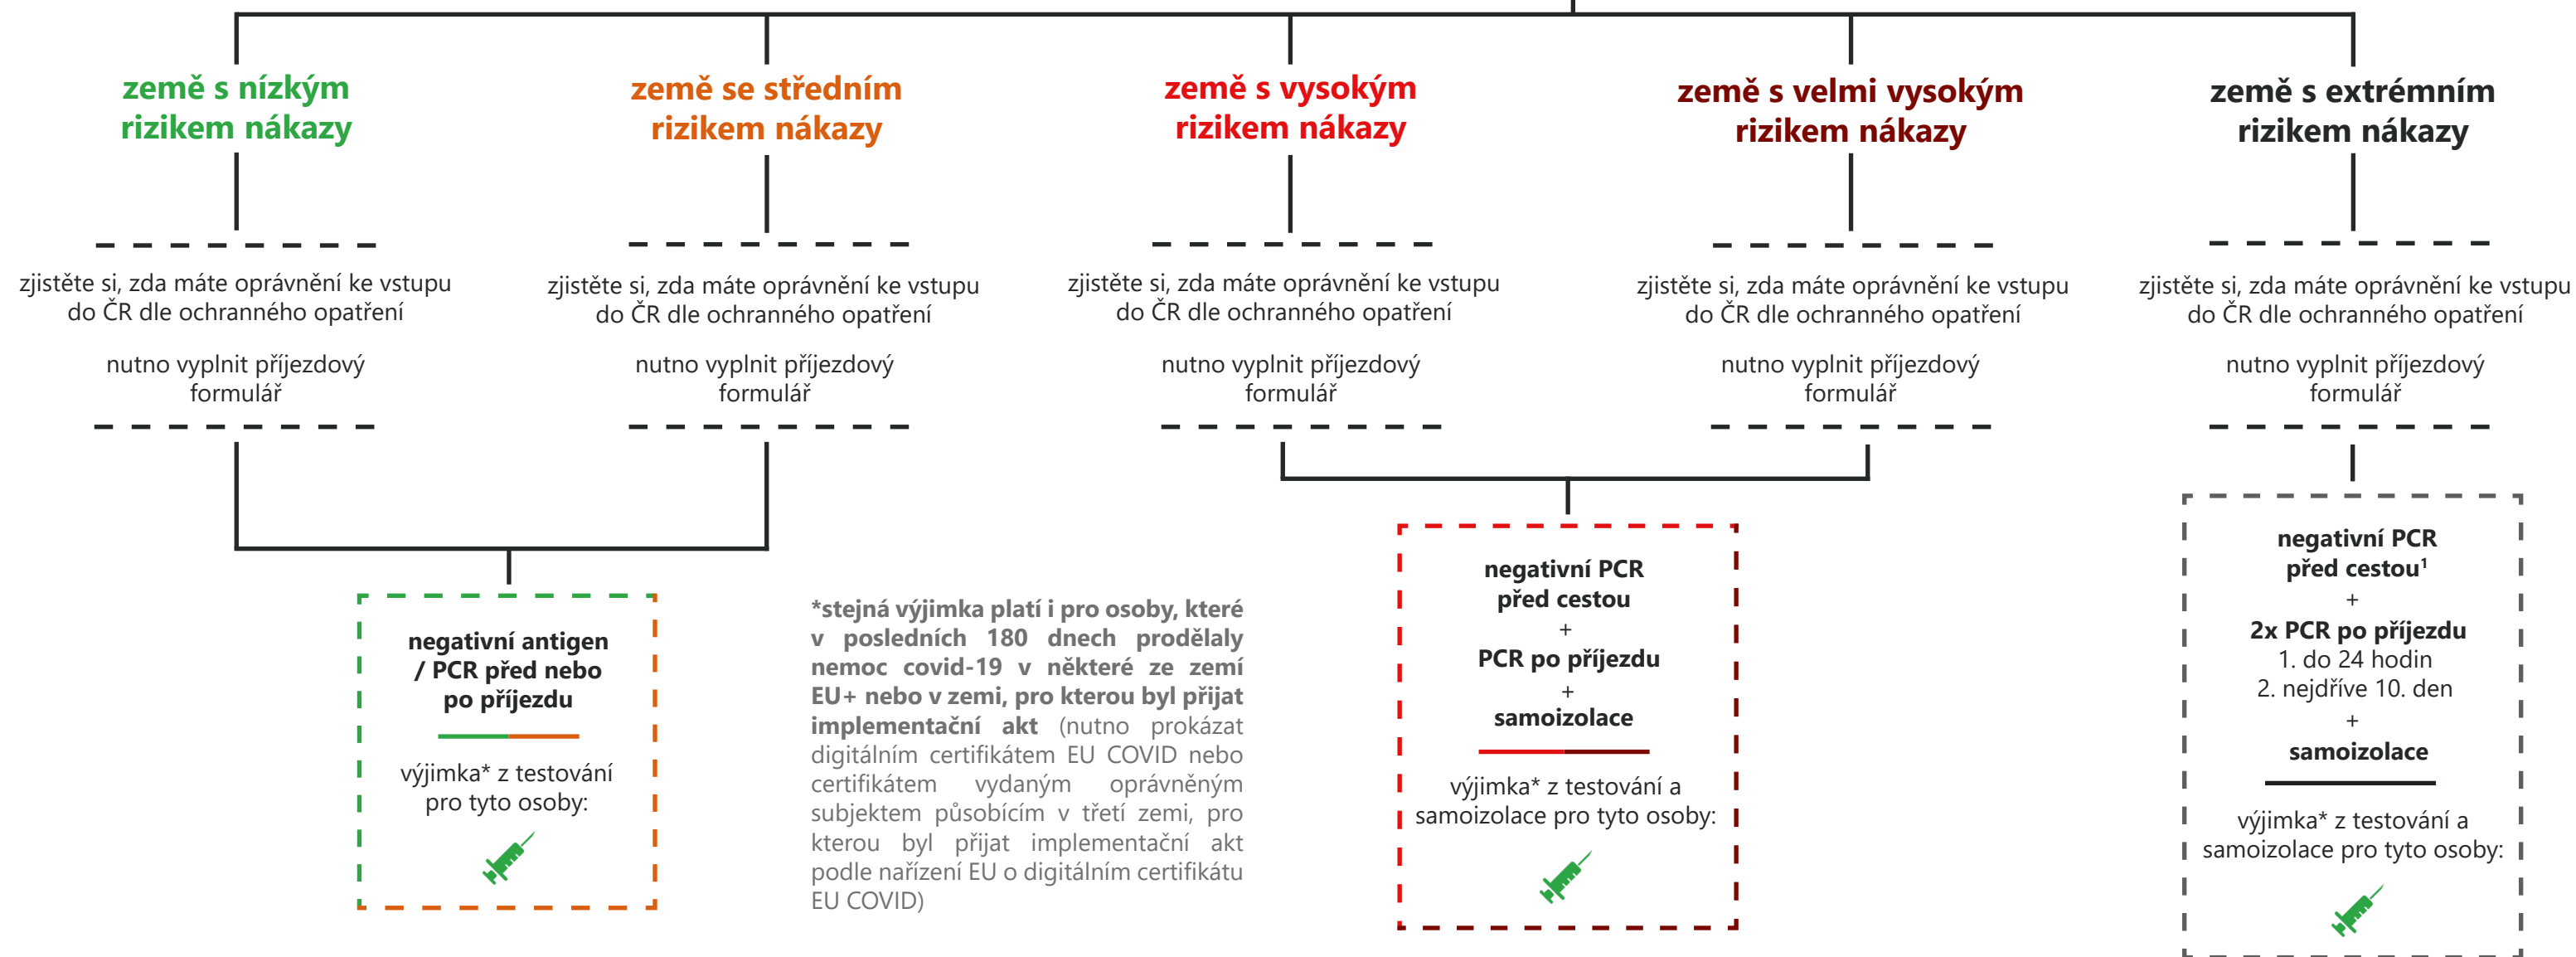 země s nízkým
rizikem nákazy
zjistěte si, zda máte oprávnění ke vstupu
do ČR dle ochranného opatření
nutno vyplnit příjezdový
formulář
země se středním
rizikem nákazy
zjistěte si, zda máte oprávnění ke vstupu
do ČR dle ochranného opatření
nutno vyplnit příjezdový
formulář
země s vysokým
rizikem nákazy
zjistěte si, zda máte oprávnění ke vstupu
do ČR dle ochranného opatření
nutno vyplnit příjezdový
formulář
země s velmi vysokým
rizikem nákazy
zjistěte si, zda máte oprávnění ke vstupu
do ČR dle ochranného opatření
nutno vyplnit příjezdový
formulář
země s extrémním
rizikem nákazy
zjistěte si, zda máte oprávnění ke vstupu
do ČR dle ochranného opatření
nutno vyplnit příjezdový
formulář
negativní antigen
/ PCR před nebo
po příjezdu
výjimka* z testování
pro tyto osoby:
*stejná výjimka platí i pro osoby, které
v posledních 180 dnech prodělaly
nemoc covid-19 v některé ze zemí
EU+ nebo v zemi, pro kterou byl přijat
implementační akt (nutno prokázat
digitálním certifikátem EU COVID nebo
certifikátem vydaným oprávněným
subjektem působícím v třetí zemi, pro
kterou byl přijat implementační akt
podle nařízení EU o digitálním certifikátu
EU COVID)
negativní PCR
před cestou
+
PCR po příjezdu
+
samoizolace
výjimka* z testování a
samoizolace pro tyto osoby:
negativní PCR
před cestou¹
+
2x PCR po příjezdu
1. do 24 hodin
2. nejdříve 10. den
+
samoizolace
výjimka* z testování a
samoizolace pro tyto osoby: